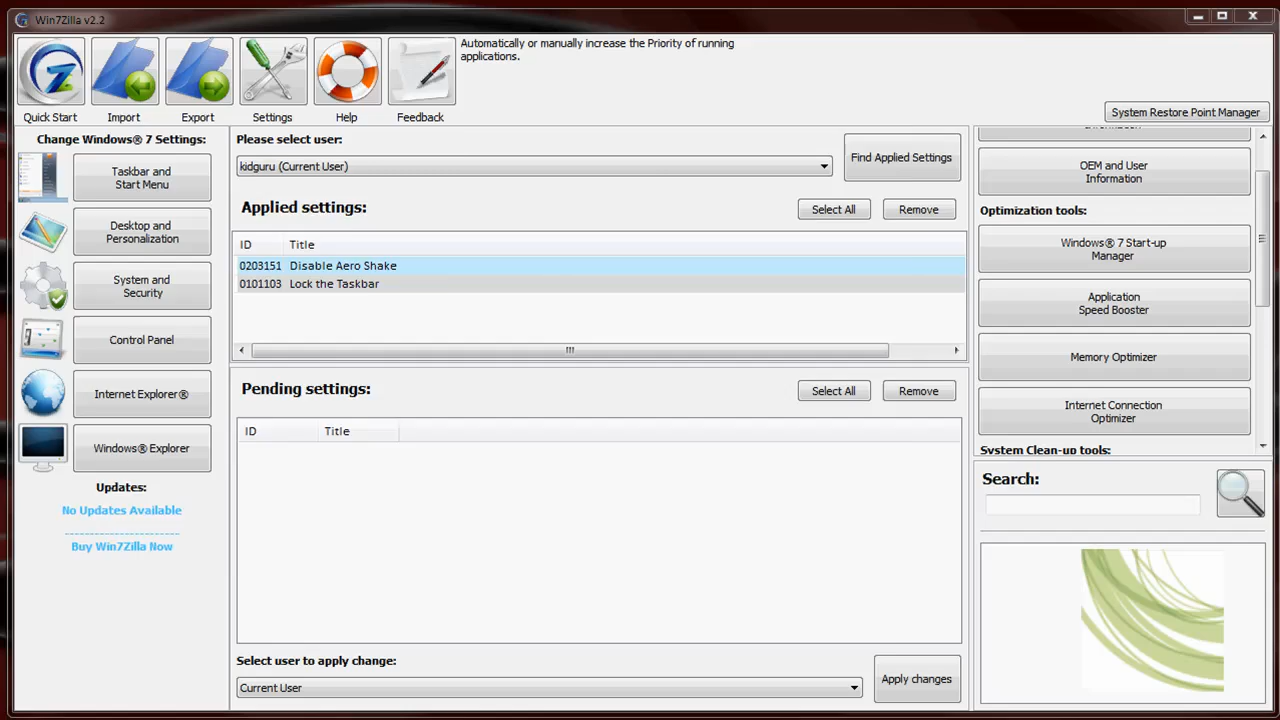 Win7Zilla v2.2
Automatically or manually increase the Priority of running
applications.
Quick Start
Import
Export
Settings
Help
Feedback
System Restore Point Manager
Change Windows® 7 Settings:
Taskbar and
Start Menu
Desktop and
Personalization
System and
Security
Control Panel
Internet Explorer®
Windows® Explorer
Updates:
No Updates Available
----------------------
Buy Win7Zilla Now
Please select user:
kidguru (Current User)
Find Applied Settings
Applied settings:
Select All
Remove
ID Title
0203151 Disable Aero Shake
0101103 Lock the Taskbar
Pending settings:
Select All
Remove
ID Title
Select user to apply change:
Current User
Apply changes
Information
OEM and User
Information
Optimization tools:
Windows® 7 Start-up
Manager
Application
Speed Booster
Memory Optimizer
Internet Connection
Optimizer
System Clean-up tools:
Search: